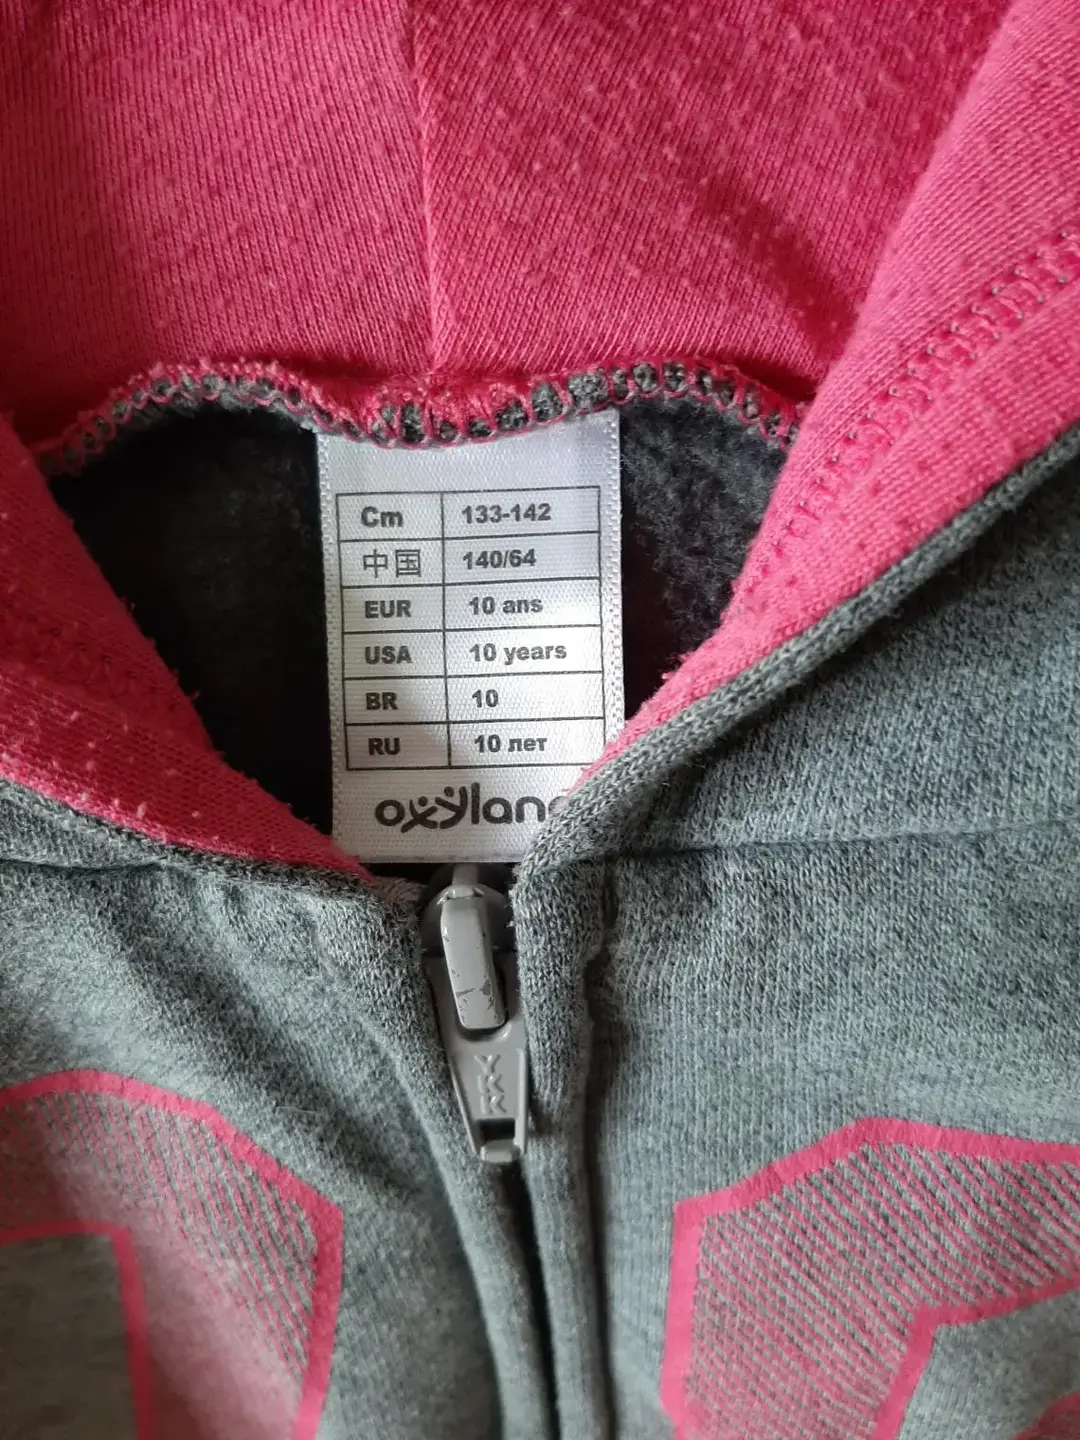 Cm 133-142
中国 140/64
EUR 10 ans
USA 10 years
BR 10
RU 10 лет
oxylan
YKK